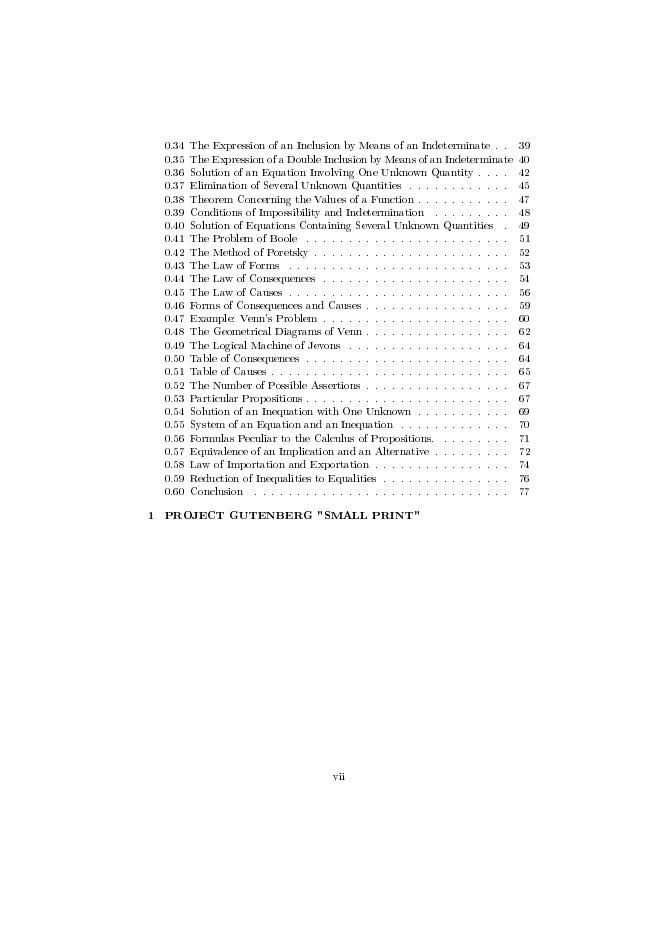 0.34 The Expression of an Inclusion by Means of an Indeterminate . . 39
0.35 The Expression of a Double Inclusion by Means of an Indeterminate 40
0.36 Solution of an Equation Involving One Unknown Quantity . . . . 42
0.37 Elimination of Several Unknown Quantities . . . . . . . . . . . . 45
0.38 Theorem Concerning the Values of a Function . . . . . . . . . . . 47
0.39 Conditions of Impossibility and Indetermination . . . . . . . . . 48
0.40 Solution of Equations Containing Several Unknown Quantities . 49
0.41 The Problem of Boole . . . . . . . . . . . . . . . . . . . . . . . . 51
0.42 The Method of Poretsky . . . . . . . . . . . . . . . . . . . . . . . 52
0.43 The Law of Forms . . . . . . . . . . . . . . . . . . . . . . . . . . 53
0.44 The Law of Consequences . . . . . . . . . . . . . . . . . . . . . . 54
0.45 The Law of Causes . . . . . . . . . . . . . . . . . . . . . . . . . . 56
0.46 Forms of Consequences and Causes . . . . . . . . . . . . . . . . . 59
0.47 Example: Venn's Problem . . . . . . . . . . . . . . . . . . . . . . 60
0.48 The Geometrical Diagrams of Venn . . . . . . . . . . . . . . . . . 62
0.49 The Logical Machine of Jevons . . . . . . . . . . . . . . . . . . . 64
0.50 Table of Consequences . . . . . . . . . . . . . . . . . . . . . . . . 64
0.51 Table of Causes . . . . . . . . . . . . . . . . . . . . . . . . . . . . 65
0.52 The Number of Possible Assertions . . . . . . . . . . . . . . . . . 67
0.53 Particular Propositions . . . . . . . . . . . . . . . . . . . . . . . . 67
0.54 Solution of an Inequation with One Unknown . . . . . . . . . . . 69
0.55 System of an Equation and an Inequation . . . . . . . . . . . . . 70
0.56 Formulas Peculiar to the Calculus of Propositions. . . . . . . . . 71
0.57 Equivalence of an Implication and an Alternative . . . . . . . . . 72
0.58 Law of Importation and Exportation . . . . . . . . . . . . . . . . 74
0.59 Reduction of Inequalities to Equalities . . . . . . . . . . . . . . . 76
0.60 Conclusion . . . . . . . . . . . . . . . . . . . . . . . . . . . . . . 77
1 PROJECT GUTENBERG "SMALL PRINT"
vii